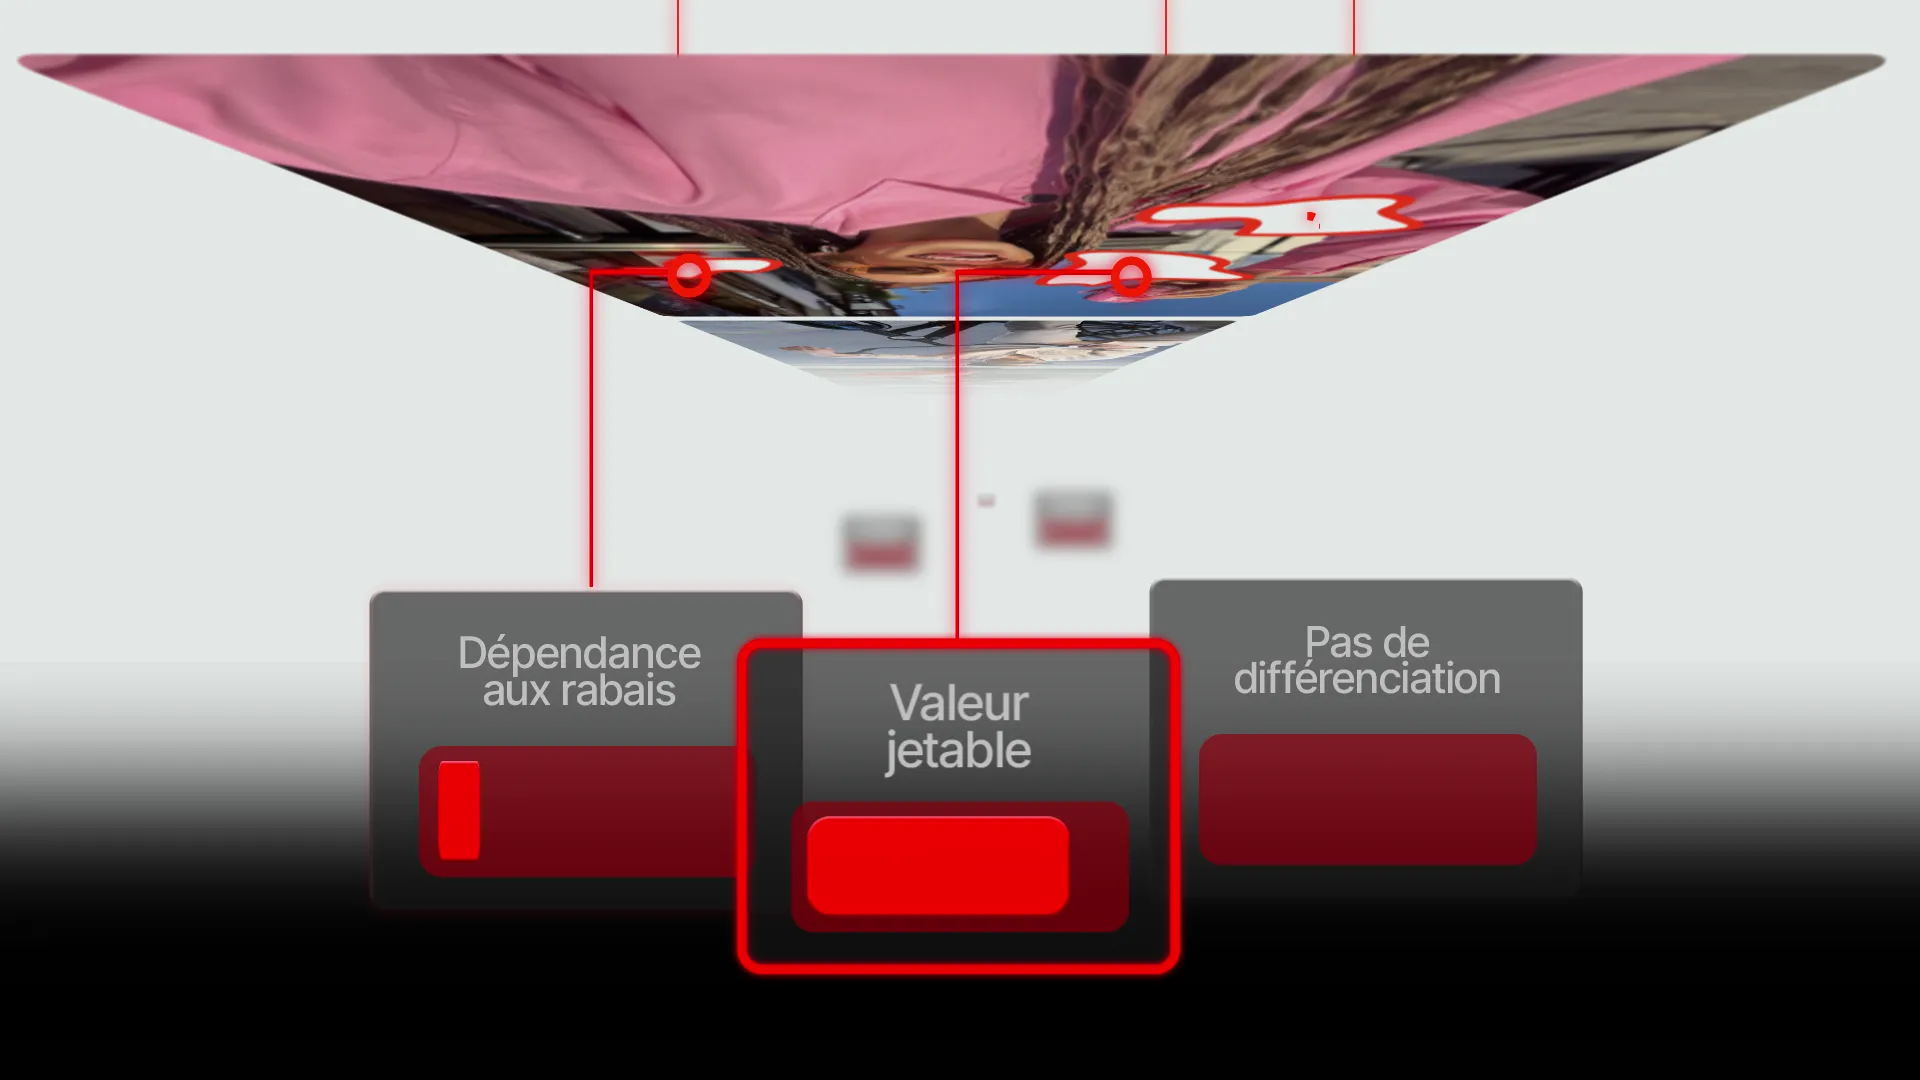 Dépendance
aux rabais
Valeur
jetable
Pas de
différenciation